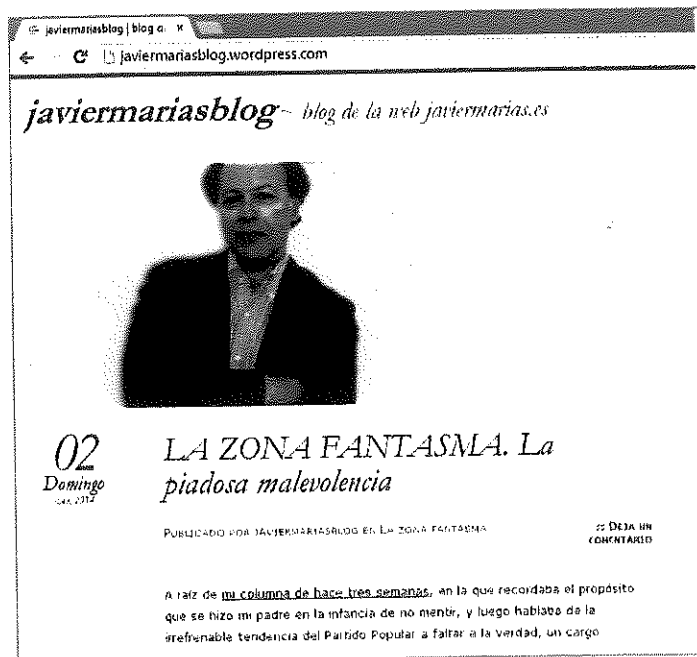 javiermariasblog | blog
javiermariasblog.wordpress.com
javiermariasblog ~ blog de la web javiermarias.es
02
Domingo
LA ZONA FANTASMA. La
piadosa malevolencia
PUBLICADO POR JAVIERMARIASBLOG EN LA ZONA FANTASMA
DEJA UN
COMENTARIO
A raíz de mi columna de hace tres semanas, en la que recordaba el propósito
que se hizo mi padre en la infancia de no mentir, y luego hablaba de la
irrefrenable tendencia del Partido Popular a faltar a la verdad, un cargo